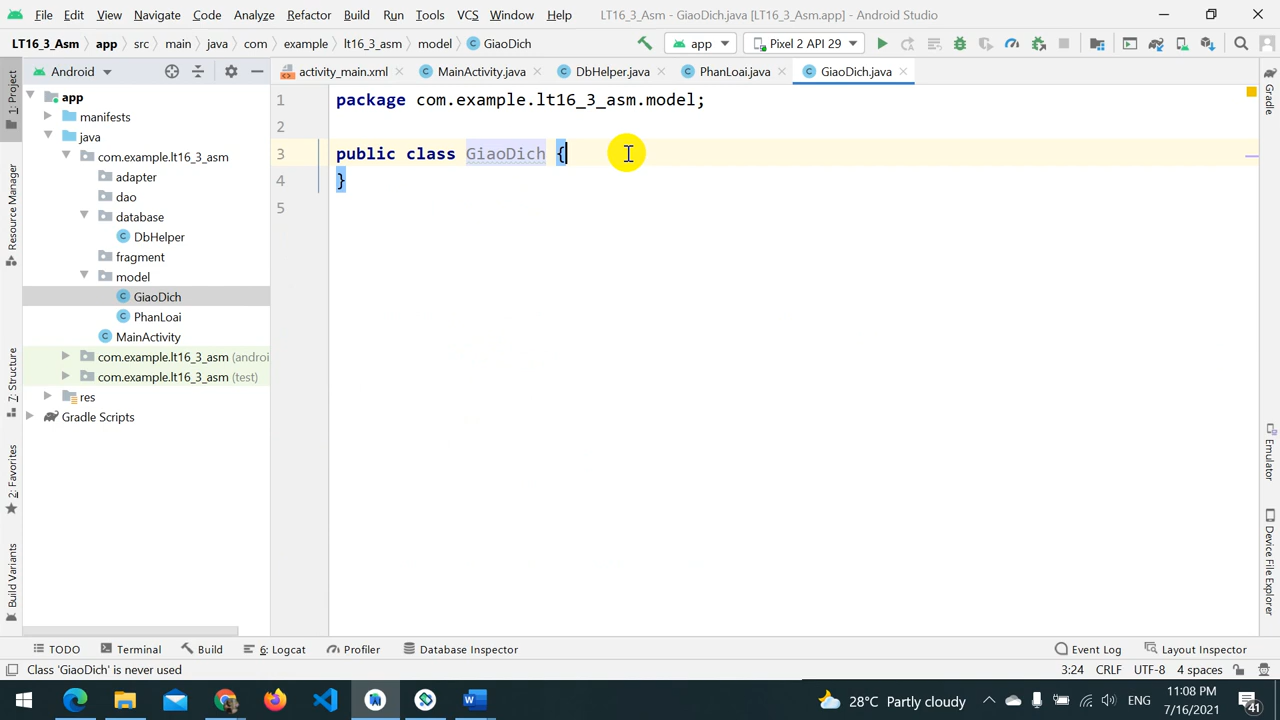 File Edit View Navigate Code Analyze Refactor Build Run Tools VCS Window Help LT16_3_Asm - GiaoDich.java [LT16_3_Asm.app] - Android Studio
LT16_3_Asm app src main java com example lt16_3_asm model GiaoDich app Pixel 2 API 29
Android activity_main.xml MainActivity.java DbHelper.java PhanLoai.java GiaoDich.java
1: Project
Resource Manager
Z: Structure
2: Favorites
Build Variants
app
manifests
java
com.example.lt16_3_asm
adapter
dao
database
DbHelper
fragment
model
GiaoDich
PhanLoai
MainActivity
com.example.lt16_3_asm (androi
com.example.lt16_3_asm (test)
res
Gradle Scripts
1 package com.example.lt16_3_asm.model;
2
3 public class GiaoDich {
4 }
5
Gradle
Emulator
Device File Explorer
TODO Terminal Build 6: Logcat Profiler Database Inspector Event Log Layout Inspector
Class 'GiaoDich' is never used 3:24 CRLF UTF-8 4 spaces
28°C Partly cloudy ENG 11:08 PM
7/16/2021 41